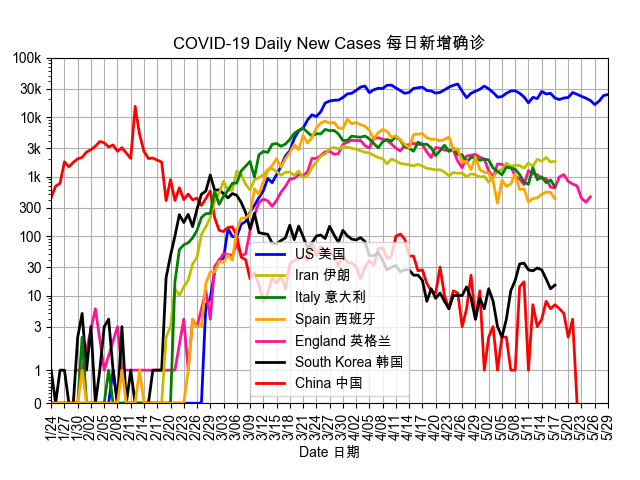 COVID-19 Daily New Cases 每日新增确诊
100k
30k
10k
3k
1k
300
100
30
10
3
1
0
US 美国
Iran 伊朗
Italy 意大利
Spain 西班牙
England 英格兰
South Korea 韩国
China 中国
1/24 1/27 1/30 2/02 2/05 2/08 2/11 2/14 2/17 2/20 2/23 2/26 2/29 3/03 3/06 3/09 3/12 3/15 3/18 3/21 3/24 3/27 3/30 4/02 4/05 4/08 4/11 4/14 4/17 4/20 4/23 4/26 4/29 5/02 5/05 5/08 5/11 5/14 5/17 5/20 5/23 5/26 5/29
Date 日期